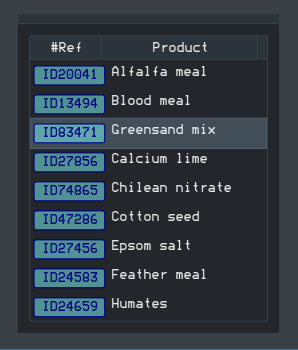 #Ref Product
ID20041 Alfalfa meal
ID13494 Blood meal
ID83471 Greensand mix
ID27856 Calcium lime
ID74865 Chilean nitrate
ID47286 Cotton seed
ID27456 Epsom salt
ID24583 Feather meal
ID24659 Humates